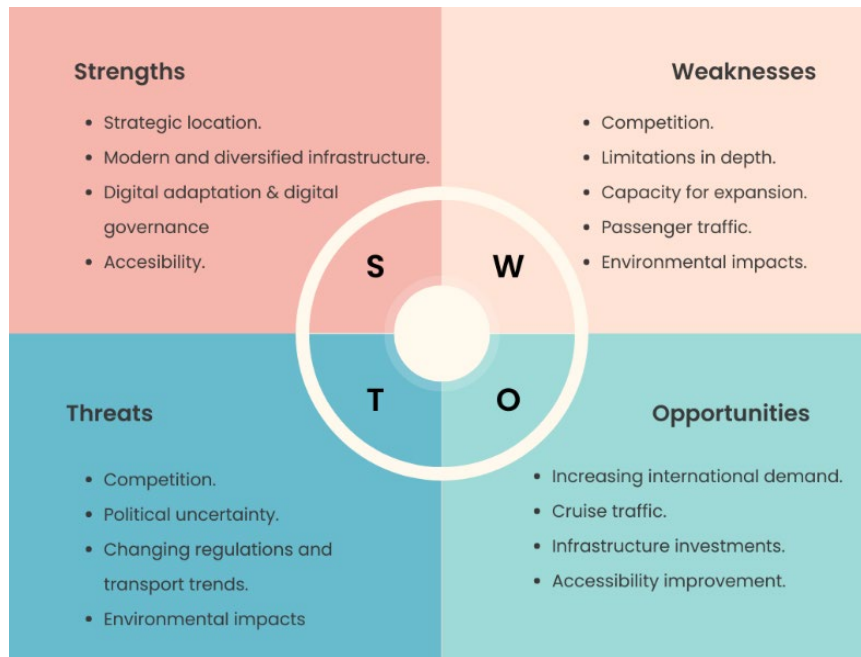 Strengths
• Strategic location.
• Modern and diversified infrastructure.
• Digital adaptation & digital
governance
• Accesibility.
Weaknesses
• Competition.
• Limitations in depth.
• Capacity for expansion.
• Passenger traffic.
• Environmental impacts.
S
W
T
O
Threats
• Competition.
• Political uncertainty.
• Changing regulations and
transport trends.
• Environmental impacts
Opportunities
• Increasing international demand.
• Cruise traffic.
• Infrastructure investments.
• Accessibility improvement.